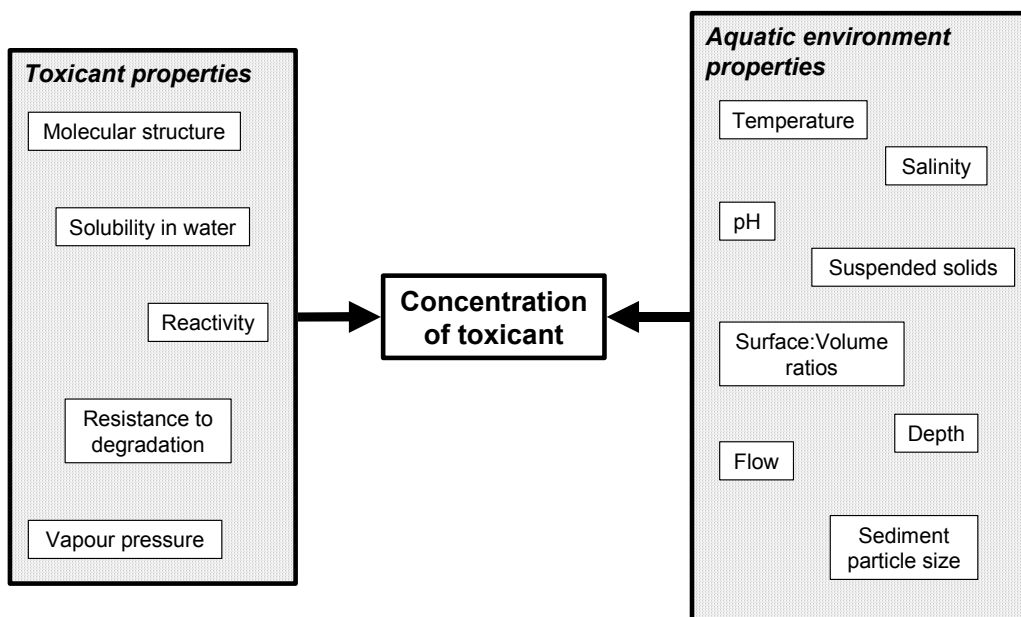 Toxicant properties
Molecular structure
Solubility in water
Reactivity
Resistance to
degradation
Vapour pressure
Concentration
of toxicant
Aquatic environment
properties
Temperature
Salinity
pH
Suspended solids
Surface:Volume
ratios
Depth
Flow
Sediment
particle size